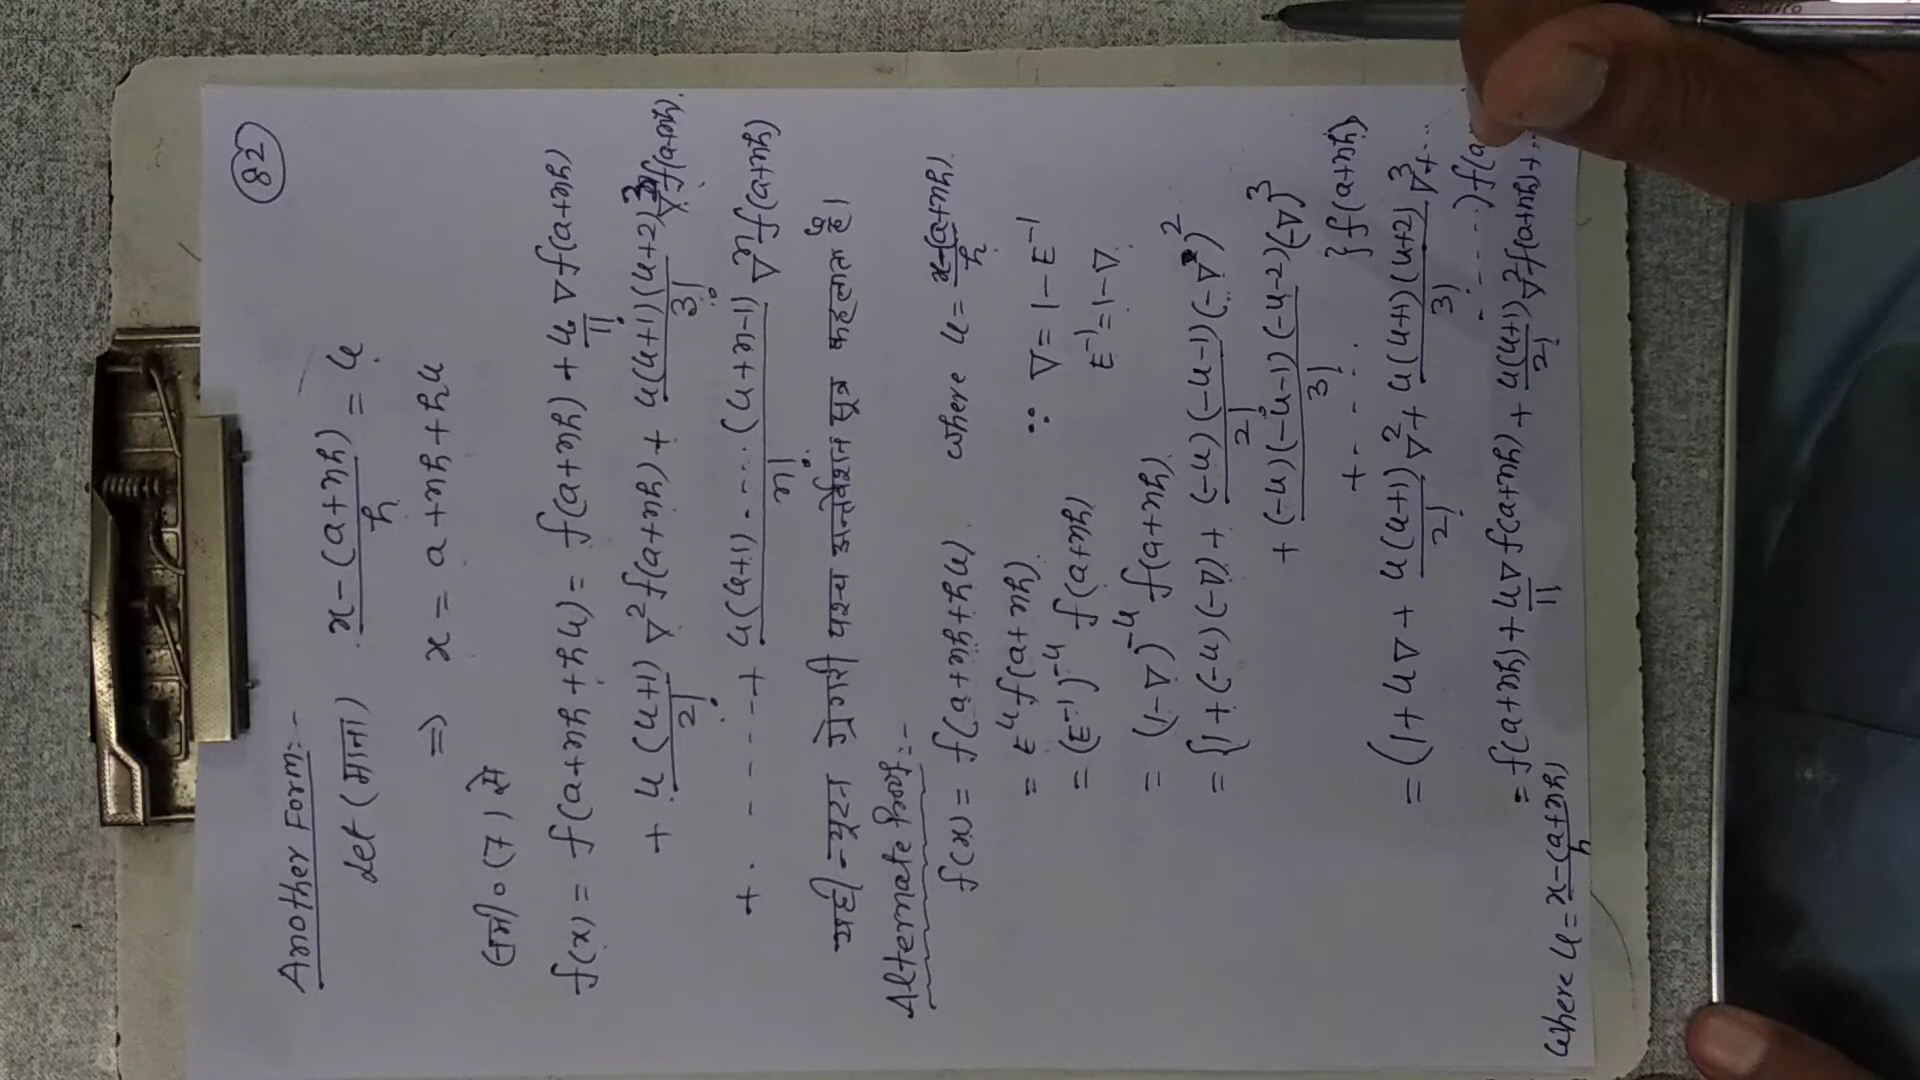 82
Another Form:-
Let (माना) x-(a+nh)/h = u
⇒ x = a+nh+hu
समी० (7) से
f(x) = f(a+nh+hu) = f(a+nh) + u/1! ∇f(a+nh)
+ u(u+1)/2! ∇²f(a+nh) + u(u+1)(u+2)/3! ∇³f(a+nh).
+ . - - - - - + u(u+1) - - - - (u+n-1)/n! ∇ⁿf(a+nh)
यही न्यूटन ग्रेगरी पश्च अन्तर्वेशन सूत्र कहलाता है।
Alternate proof:-
f(x) = f(a+nh+hu). where u = x-(a+nh)/h.
= E^u f(a+nh). ∵ ∇ = 1-E⁻¹
= (E⁻¹)^-u f(a+nh) E⁻¹ = 1-∇.
= (1-∇)^-u f(a+nh).
= {1+(-u)(-∇) + (-u)(-u-1)/2! (-∇)²
+ (-u)(-u-1)(-u-2)/3! (-∇)³
+ - - - - . }f(a+nh)
= (1+u∇ + u(u+1)/2! ∇² + u(u+1)(u+2)/3! ∇³+...
- - - - -)f(a
= f(a+nh) + u/1! ∇f(a+nh) + u(u+1)/2! ∇²f(a+nh)+...
where u = x-(a+nh)/h